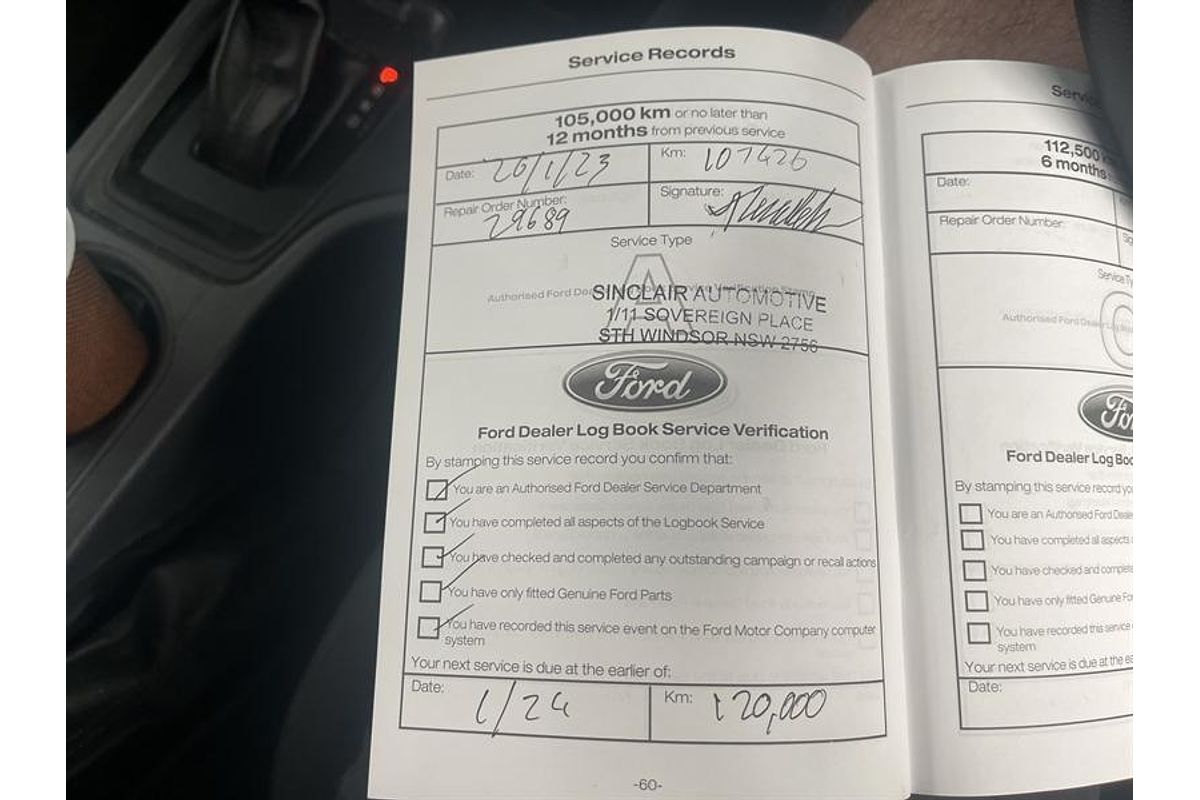 Service Records
105,000 km or no later than
12 months from previous service
Date: 20/1/23
Km: 107426
Repair Order Number:
29689
Signature:
Service Type
A
Authorised Ford
SINCLAIR AUTOMOTIVE
1/11 SOVEREIGN PLACE
STH WINDSOR NSW 2756
Ford
Ford Dealer Log Book Service Verification
By stamping this service record you confirm that:
You are an Authorised Ford Dealer Service Department
You have completed all aspects of the Logbook Service
You have checked and completed any outstanding campaign or recall actions
You have only fitted Genuine Ford Parts
You have recorded this service event on the Ford Motor Company computer
system
Your next service is due at the earlier of:
Date: 1/24
Km: 120,000
-60-
112,500
6 months
Date:
Repair Order Number:
Service
Authorised Ford
Ford Dealer Log
By stamping this service record
You are an Authorised Ford
You have completed all aspects
You have checked and
You have only fitted Genuine
You have recorded this service
system
Your next service is due at the
Date: